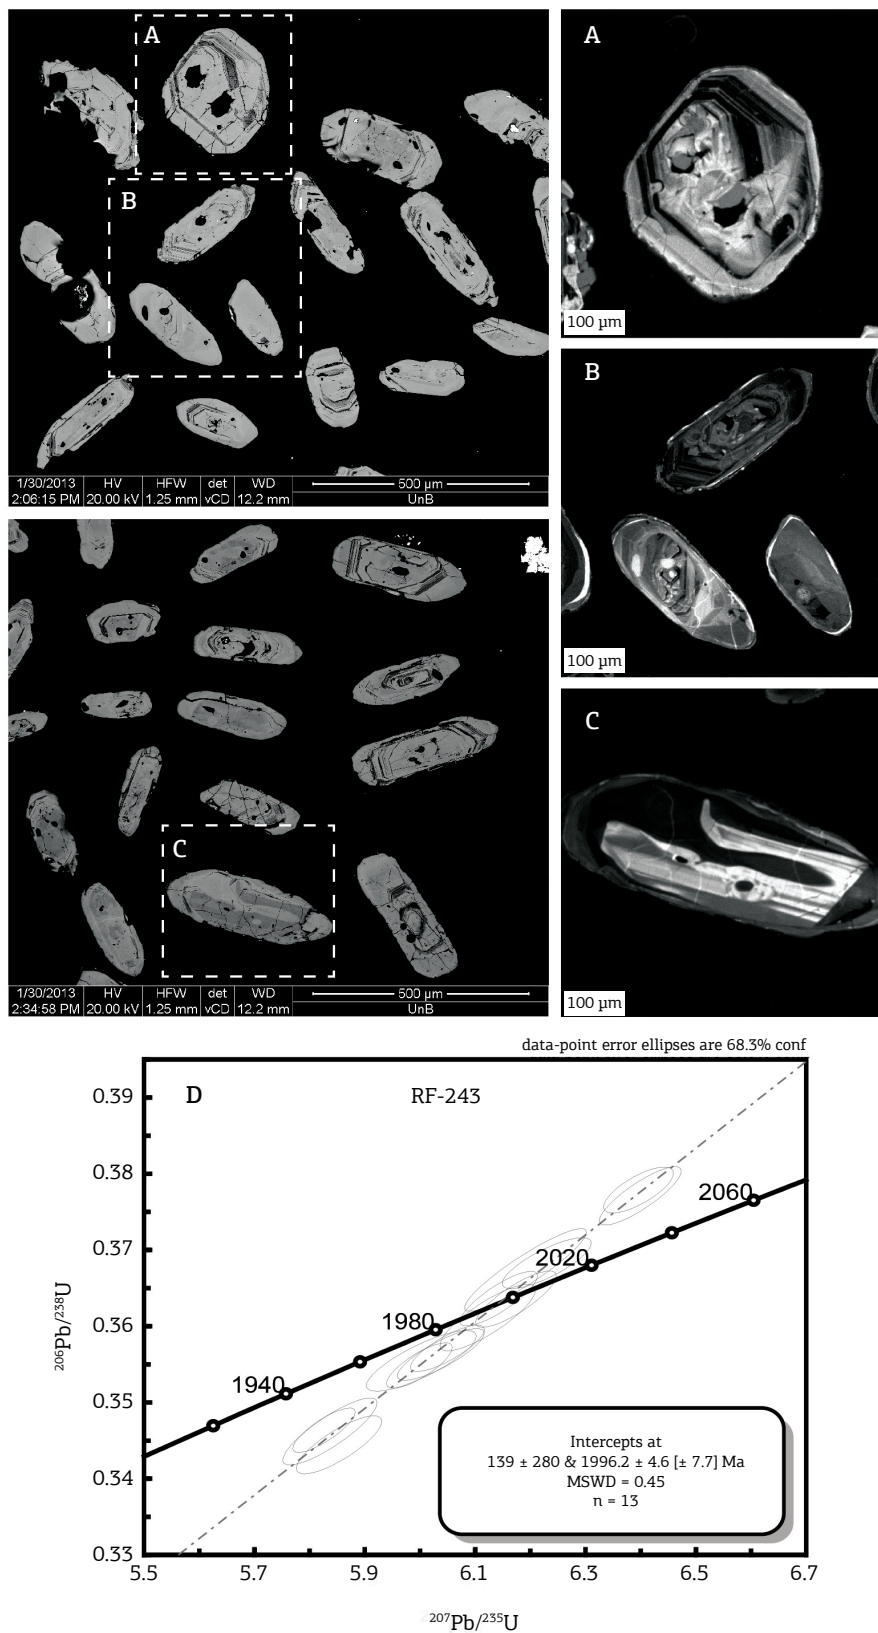 A
B
1/30/2013 HV HFW det WD 500 µm
2:06:15 PM 20.00 kV 1.25 mm vCD 12.2 mm UnB
C
1/30/2013 HV HFW det WD 500 µm
2:34:58 PM 20.00 kV 1.25 mm vCD 12.2 mm UnB
A
100 µm
B
100 µm
C
100 µm
data-point error ellipses are 68.3% conf
D RF-243
0.39
0.38
0.37
0.36
0.35
0.34
0.33
²⁰⁶Pb/²³⁸U
2060
2020
1980
1940
Intercepts at
139 ± 280 & 1996.2 ± 4.6 [± 7.7] Ma
MSWD = 0.45
n = 13
5.5 5.7 5.9 6.1 6.3 6.5 6.7
²⁰⁷Pb/²³⁵U